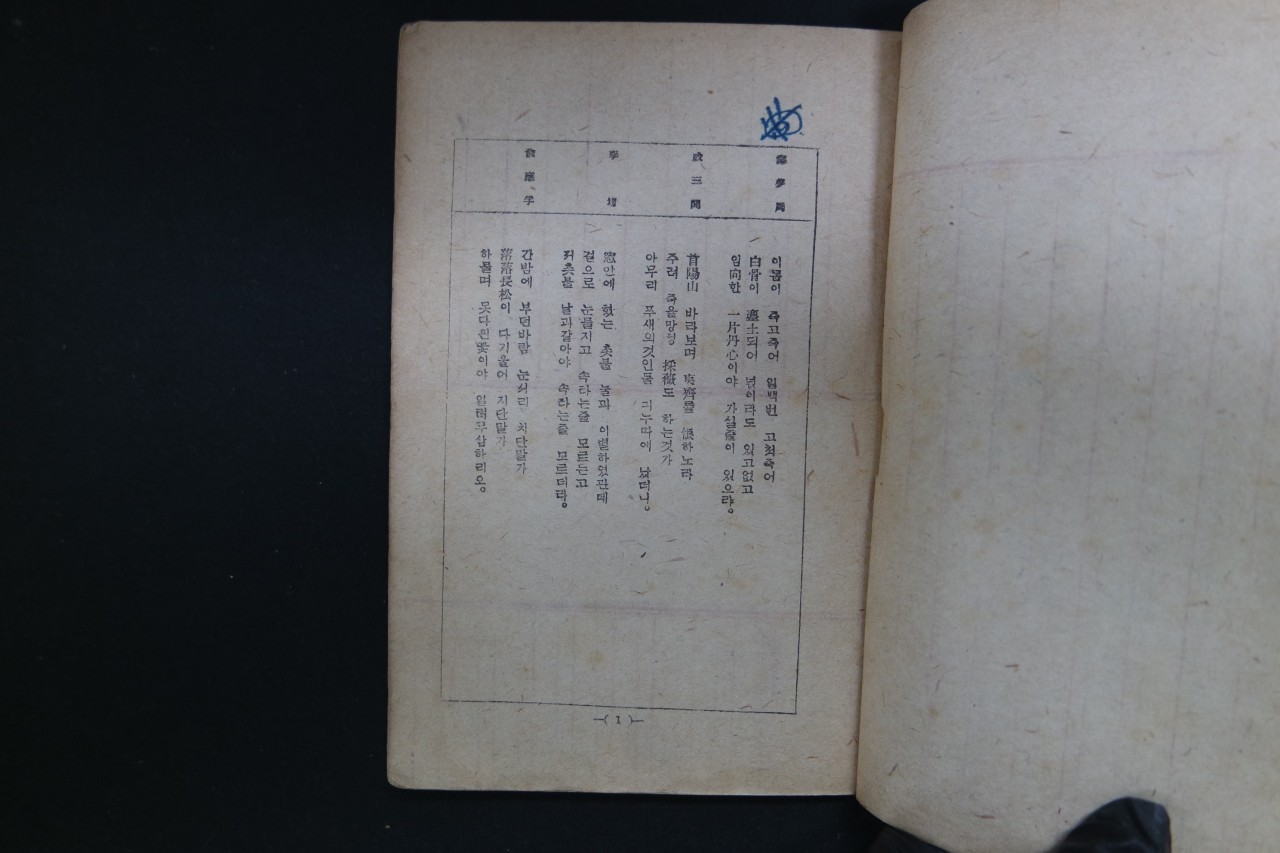 鄭夢周
이몸이 죽고죽어 일백번 고쳐죽어
白骨이 塵土되어 넋이라도 있고없고
임向한 一片丹心이야 가싈줄이 있으랴。
成三問
首陽山 바라보며 夷齊를 恨하노라
주려 죽을망정 採薇도 하는것가
아무리 푸새의것인들 긔누따에 났더니。
李塏
窓안에 혔는 촛불 눌과 이별하였관데
겉으로 눈물지고 속타는줄 모르든고
저촛불 날과같아야 속타는줄 모르더라。
兪應孚
간밤에 부던바람 눈서리 치단말가
落落長松이 다기울어 지단말가
하물며 못다핀꽃이야 일러무삼하리오。
—( 1 )—